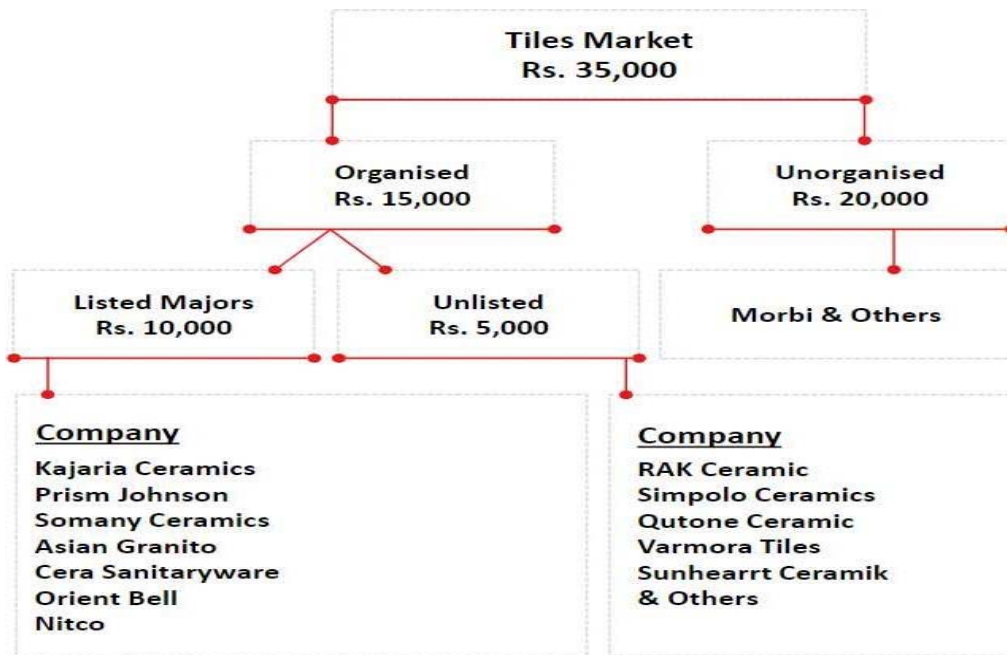 Tiles Market
Rs. 35,000
Organised
Rs. 15,000
Unorganised
Rs. 20,000
Listed Majors
Rs. 10,000
Unlisted
Rs. 5,000
Morbi & Others
Company
Kajaria Ceramics
Prism Johnson
Somany Ceramics
Asian Granito
Cera Sanitaryware
Orient Bell
Nitco
Company
RAK Ceramic
Simpolo Ceramics
Qutone Ceramic
Varmora Tiles
Sunhearrt Ceramik
& Others